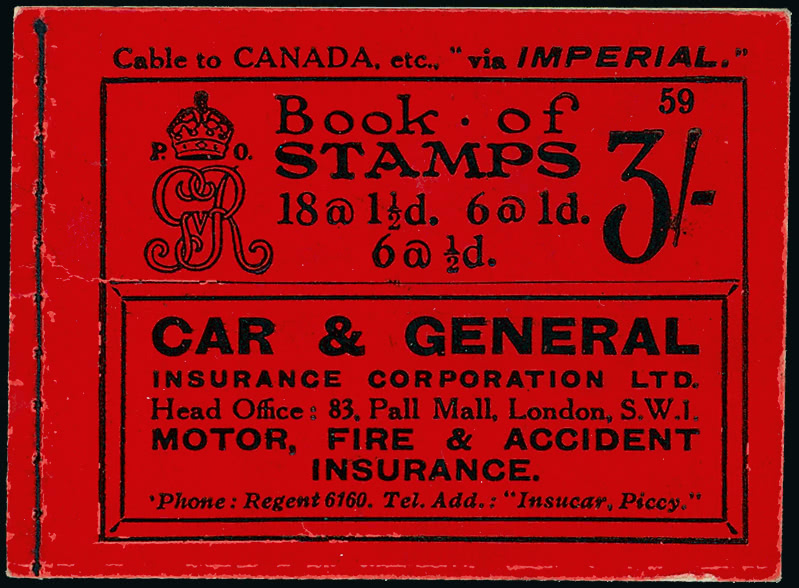 Cable to CANADA, etc., "via IMPERIAL."
59
P. O.
GRV
Book · of
STAMPS
3/-
18 @ 1½d. 6 @ 1d.
6 @ ½d.
CAR & GENERAL
INSURANCE CORPORATION LTD.
Head Office: 83, Pall Mall, London, S.W.1.
MOTOR, FIRE & ACCIDENT
INSURANCE.
'Phone: Regent 6160. Tel. Add.: "Insucar, Piccy."